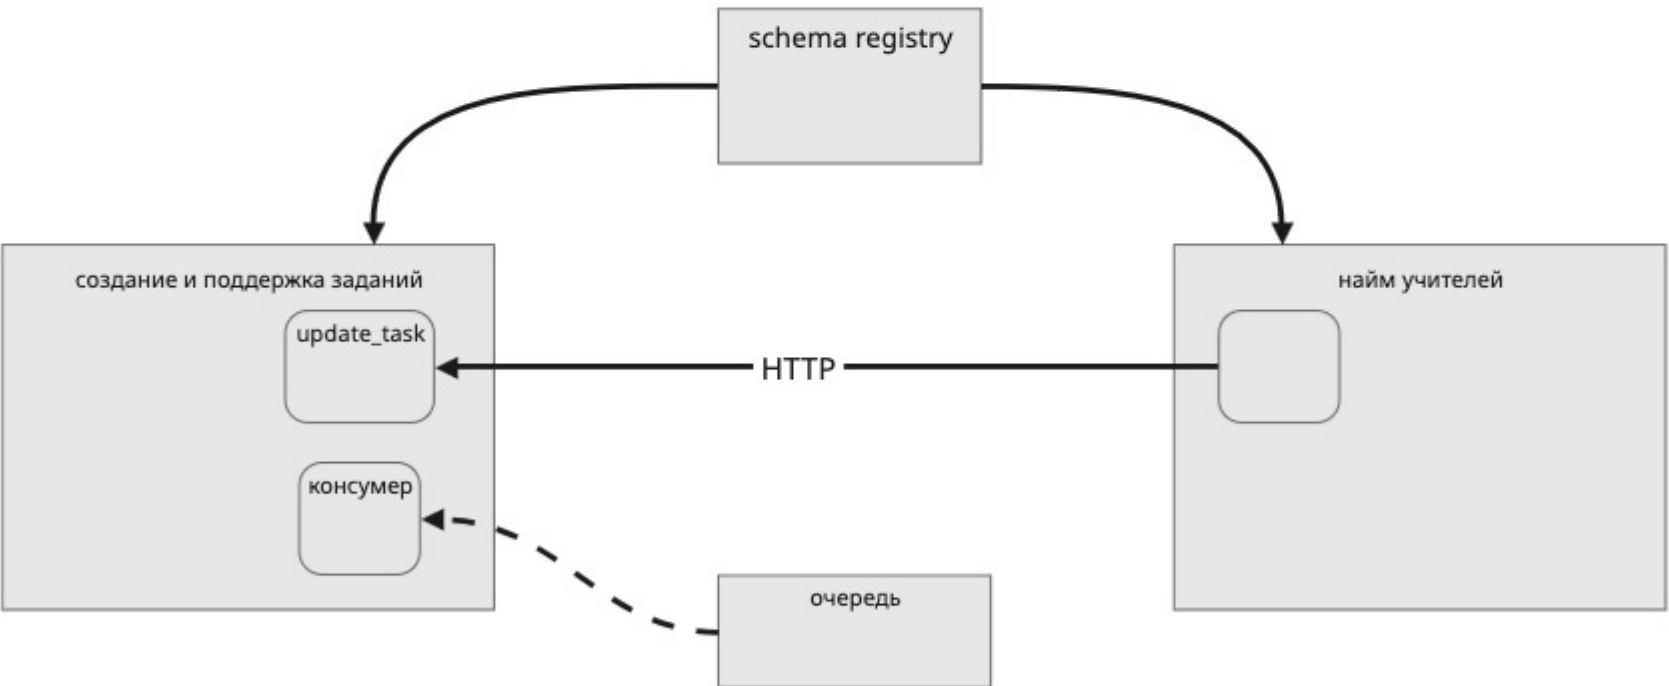 schema registry
создание и поддержка заданий
найм учителей
update_task
HTTP
консумер
очередь